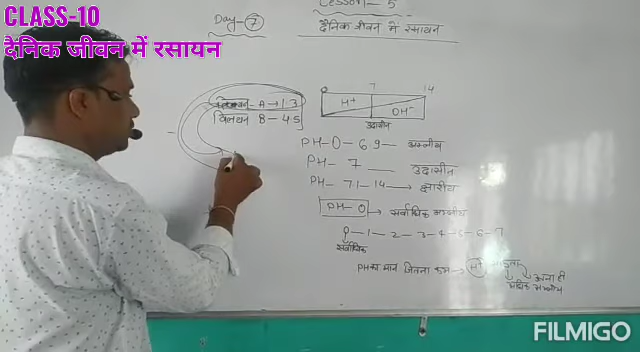 CLASS-10
दैनिक जीवन में रसायन
Day - 7
Lesson - 5
दैनिक जीवन में रसायन
विलयन A → 1.3
विलयन B - 4.5
0 7 14
H+ OH-
उदासीन
PH-0-6.9- अम्लीय
PH- 7 उदासीन
PH- 7.1-14 → क्षारीय
PH-0 → सर्वाधिक अम्लीय
0-1-2-3-4-5-6-7
सर्वाधिक
PH का मान जितना कम → H+ उतना ही
अधिक अम्लीय
FILMIGO